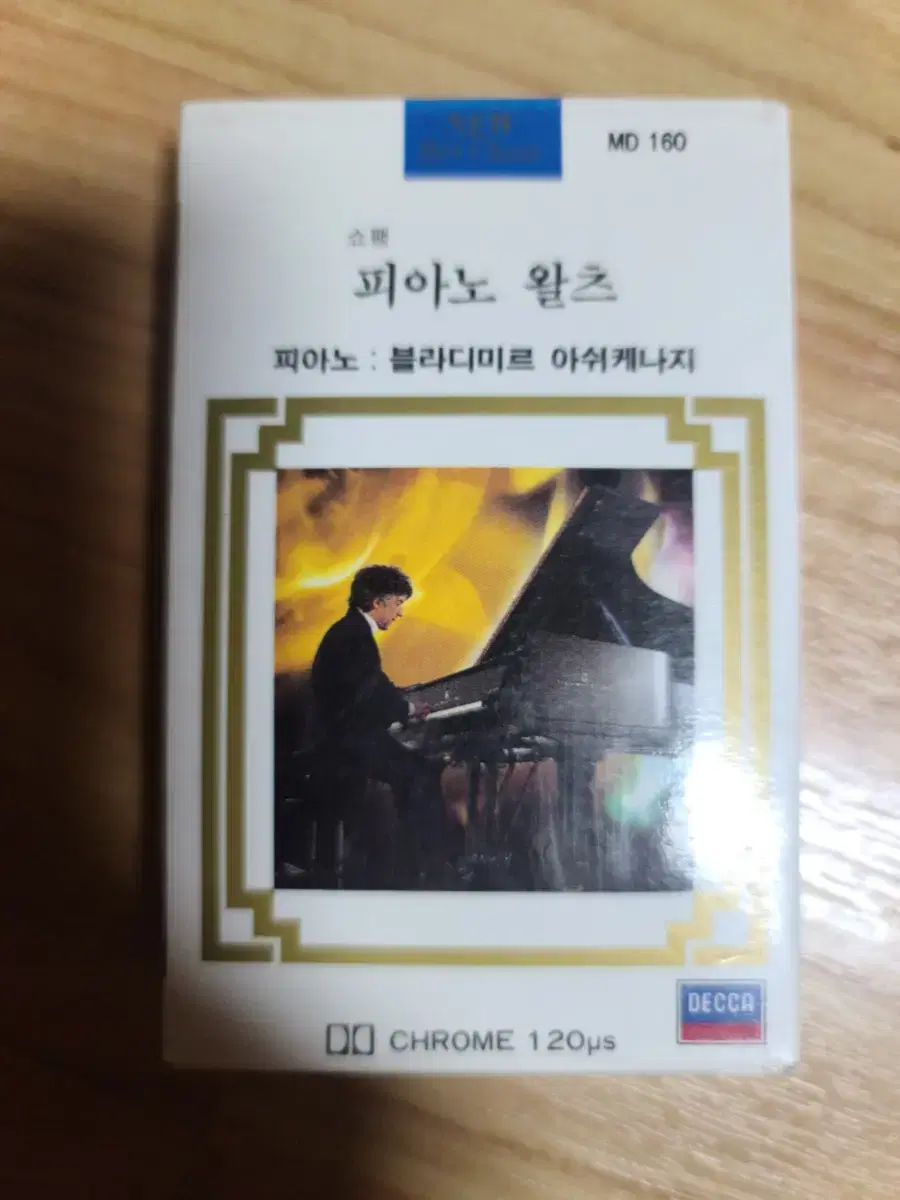 NEW
MD 160
쇼팽
피아노 왈츠
피아노 : 블라디미르 아쉬케나지
DECCA
CHROME 120µs